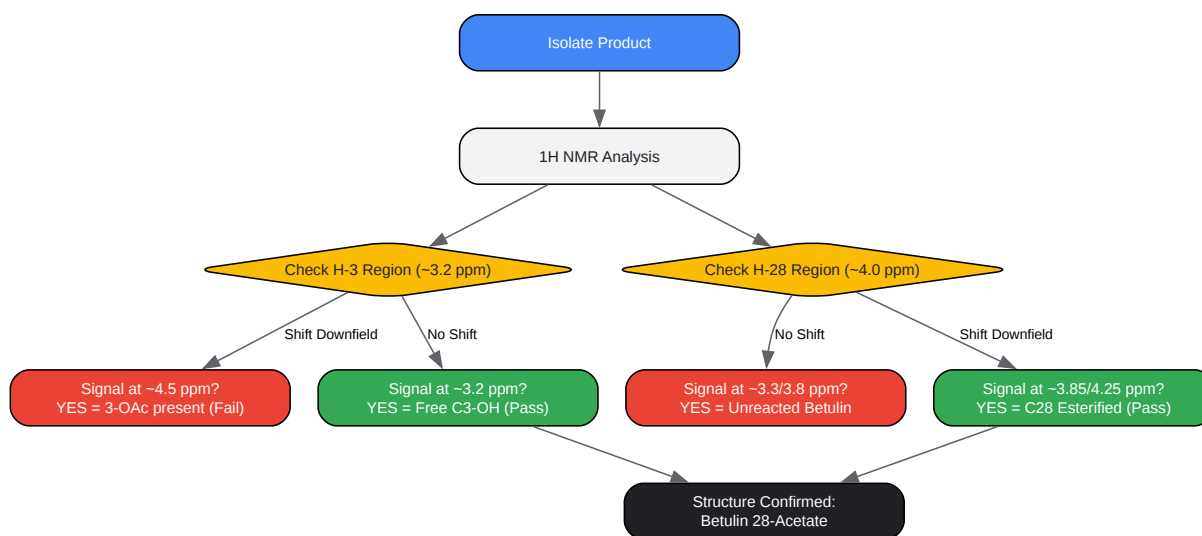 Isolate Product
1H NMR Analysis
Check H-3 Region (~3.2 ppm)
Check H-28 Region (~4.0 ppm)
Shift Downfield
No Shift
No Shift
Shift Downfield
Signal at ~4.5 ppm?
YES = 3-OAc present (Fail)
Signal at ~3.2 ppm?
YES = Free C3-OH (Pass)
Signal at ~3.3/3.8 ppm?
YES = Unreacted Betulin
Signal at ~3.85/4.25 ppm?
YES = C28 Esterified (Pass)
Structure Confirmed:
Betulin 28-Acetate